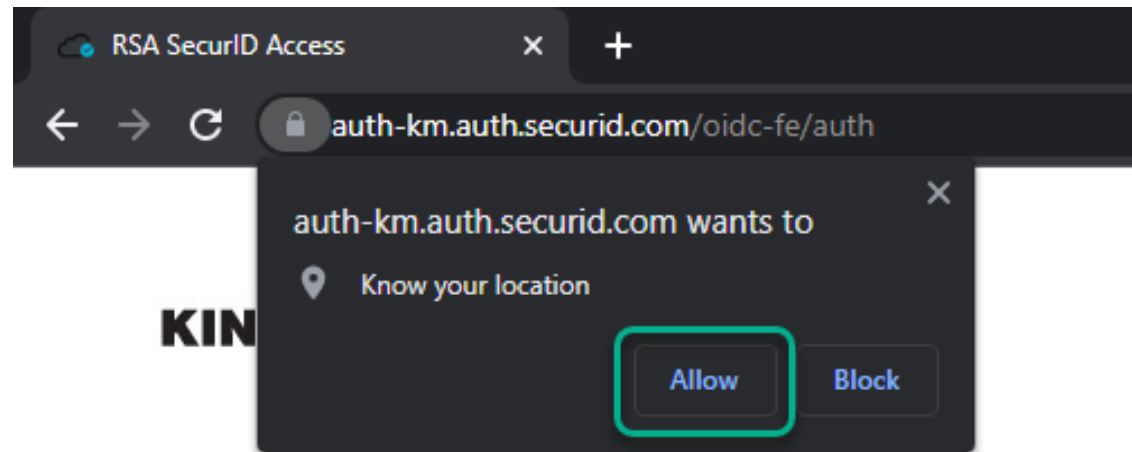 RSA SecurID Access
auth-km.auth.securid.com/oidc-fe/auth
auth-km.auth.securid.com wants to
Know your location
KIN
Allow Block